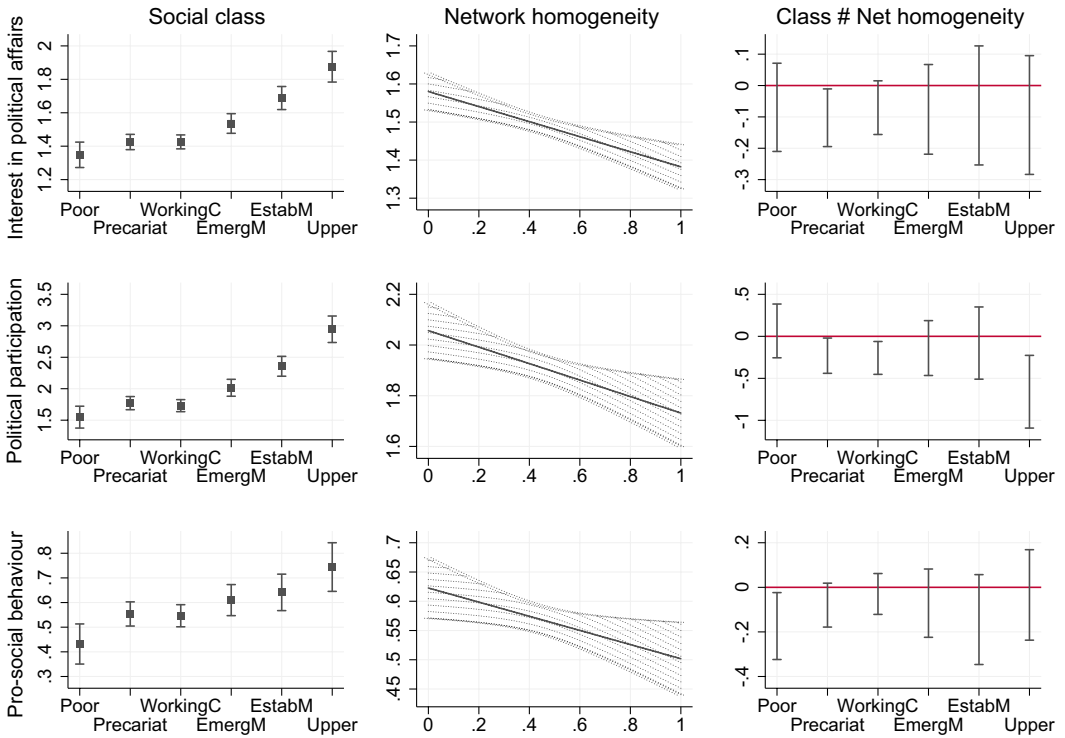 Social class
Network homogeneity
Class # Net homogeneity
Interest in political affairs
2
1.8
1.6
1.4
1.2
Poor
WorkingC
EstabM
Precariat
EmergM
Upper
1.7
1.6
1.5
1.4
1.3
0 .2 .4 .6 .8 1
.1
0
-.1
-.2
-.3
Poor
WorkingC
EstabM
Precariat
EmergM
Upper
Political participation
3.5
3
2.5
2
1.5
Poor
WorkingC
EstabM
Precariat
EmergM
Upper
2.2
2
1.8
1.6
0 0.2 0.4 0.6 0.8 1
.5
0
-.5
-1
Poor
WorkingC
EstabM
Precariat
EmergM
Upper
Pro-social behaviour
.8
.7
.6
.5
.4
.3
Poor
WorkingC
EstabM
Precariat
EmergM
Upper
.7
.65
.6
.55
.5
.45
0 .2 .4 .6 .8 1
.2
0
-.2
-.4
Poor
WorkingC
EstabM
Precariat
EmergM
Upper